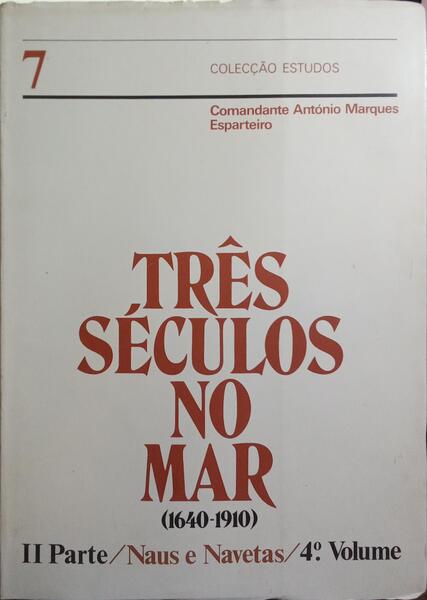 7
COLECÇÃO ESTUDOS
Comandante António Marques
Esparteiro
TRÊS
SÉCULOS
NO
MAR
(1640-1910)
II Parte/Naus e Navetas/4º. Volume